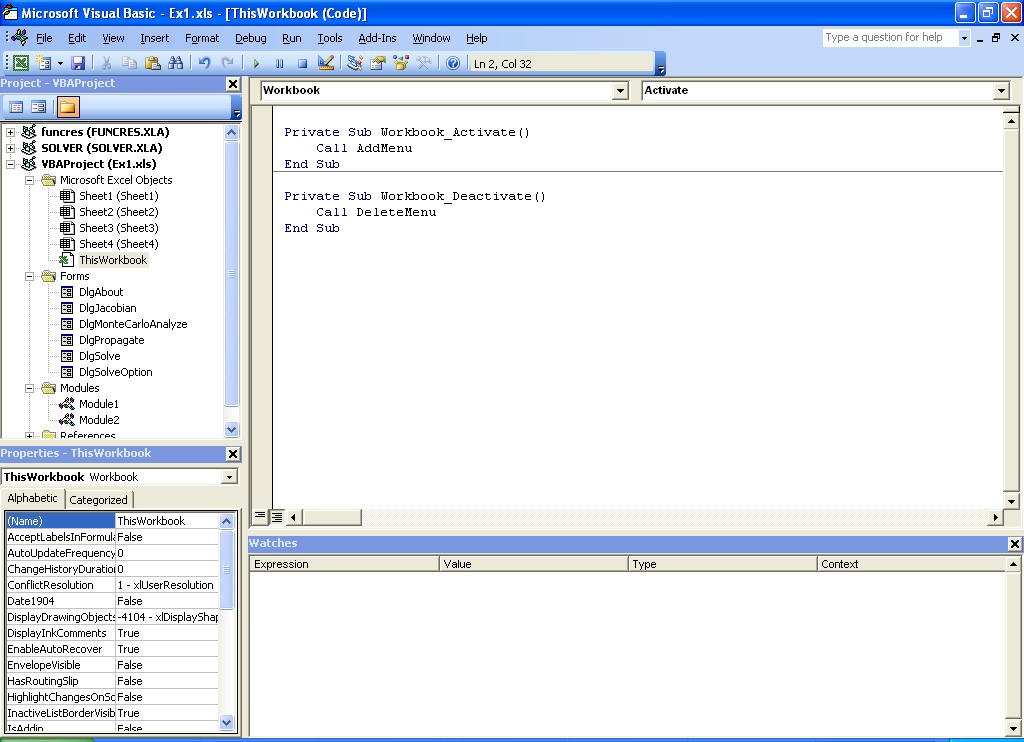 Microsoft Visual Basic - Ex1.xls - [ThisWorkbook (Code)]
File Edit View Insert Format Debug Run Tools Add-Ins Window Help
Type a question for help
Ln 2, Col 32
Project - VBAProject
funcres (FUNCRES.XLA)
SOLVER (SOLVER.XLA)
VBAProject (Ex1.xls)
Microsoft Excel Objects
Sheet1 (Sheet1)
Sheet2 (Sheet2)
Sheet3 (Sheet3)
Sheet4 (Sheet4)
ThisWorkbook
Forms
DlgAbout
DlgJacobian
DlgMonteCarloAnalyze
DlgPropagate
DlgSolve
DlgSolveOption
Modules
Module1
Module2
References
Properties - ThisWorkbook
ThisWorkbook Workbook
Alphabetic Categorized
(Name) ThisWorkbook
AcceptLabelsInFormula False
AutoUpdateFrequency 0
ChangeHistoryDuration 0
ConflictResolution 1 - xlUserResolution
Date1904 False
DisplayDrawingObjects -4104 - xlDisplayShap
DisplayInkComments True
EnableAutoRecover True
EnvelopeVisible False
HasRoutingSlip False
HighlightChangesOnSc False
InactiveListBorderVisib True
IsAddin False
Workbook Activate
Private Sub Workbook_Activate()
Call AddMenu
End Sub
Private Sub Workbook_Deactivate()
Call DeleteMenu
End Sub
Watches
Expression Value Type Context